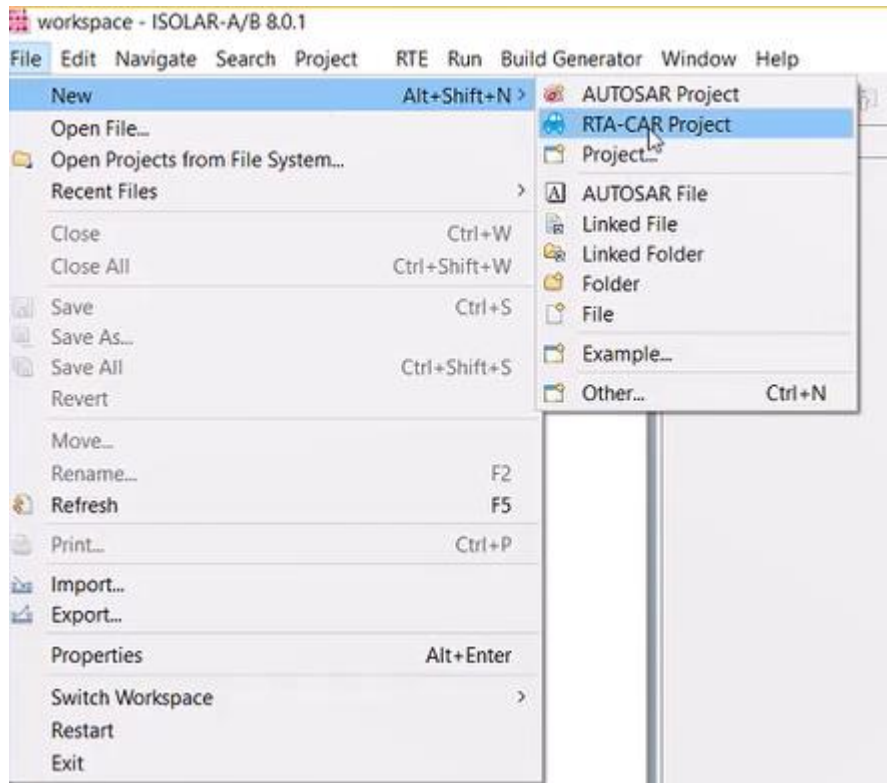 workspace - ISOLAR-A/B 8.0.1
File Edit Navigate Search Project RTE Run Build Generator Window Help
New Alt+Shift+N >
Open File...
Open Projects from File System...
Recent Files >
Close Ctrl+W
Close All Ctrl+Shift+W
Save Ctrl+S
Save As...
Save All Ctrl+Shift+S
Revert
Move...
Rename... F2
Refresh F5
Print... Ctrl+P
Import...
Export...
Properties Alt+Enter
Switch Workspace >
Restart
Exit
AUTOSAR Project
RTA-CAR Project
Project...
AUTOSAR File
Linked File
Linked Folder
Folder
File
Example...
Other... Ctrl+N